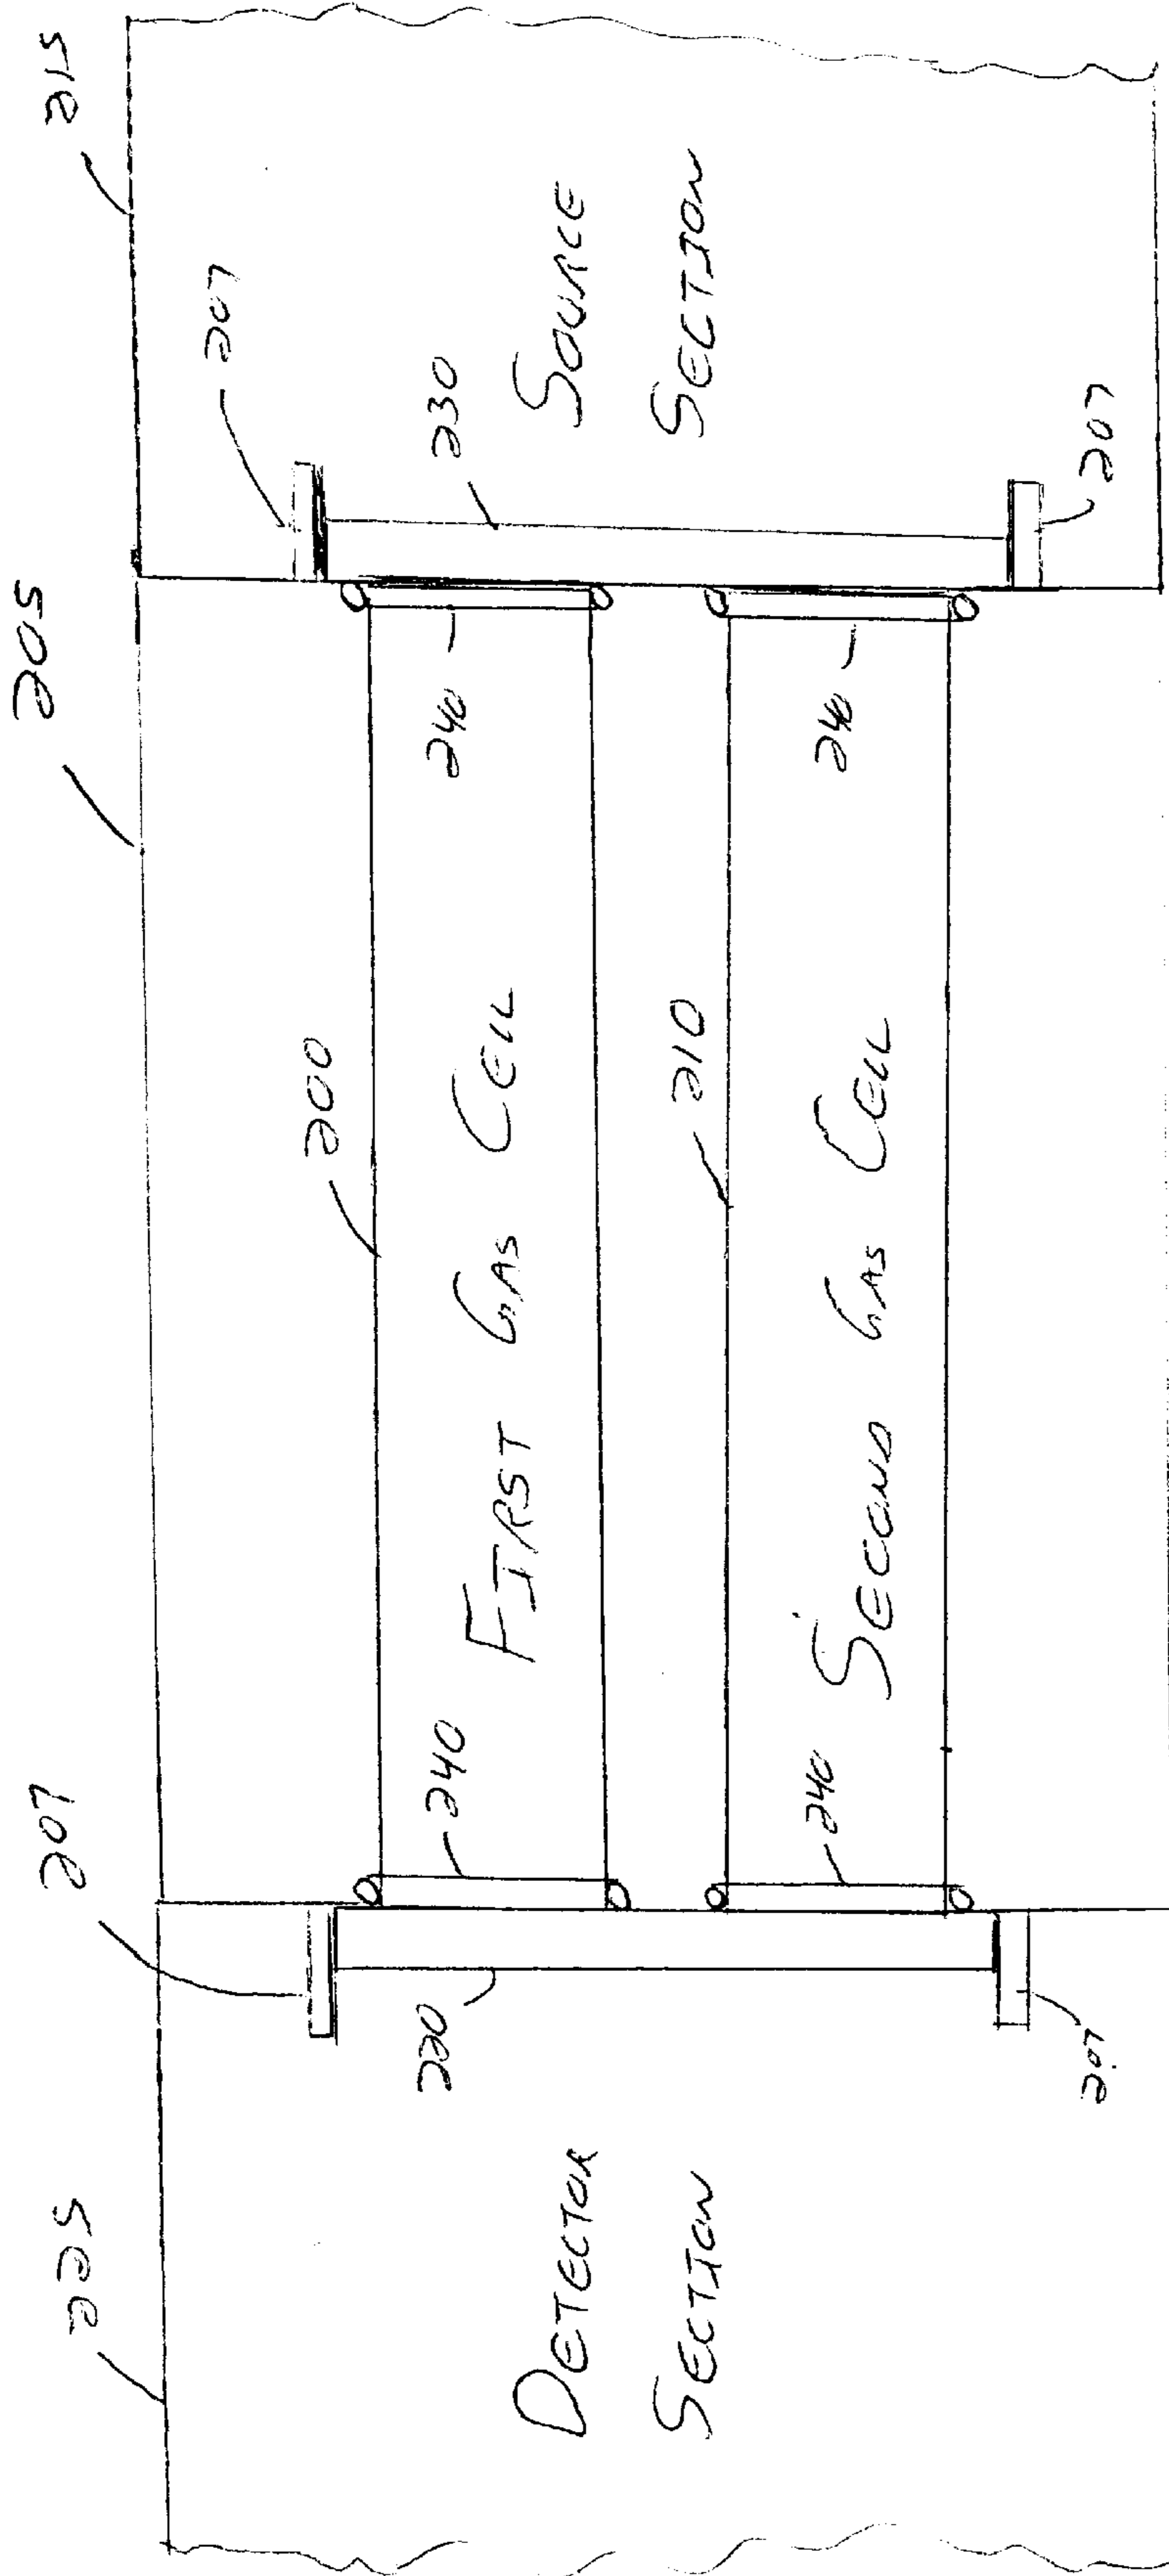 225
207
205
215
207
200
220
240
240
230
DETECTOR
SECTION
FIRST GAS CELL
SOURCE
SECTION
210
240
240
SECOND GAS CELL
207
207